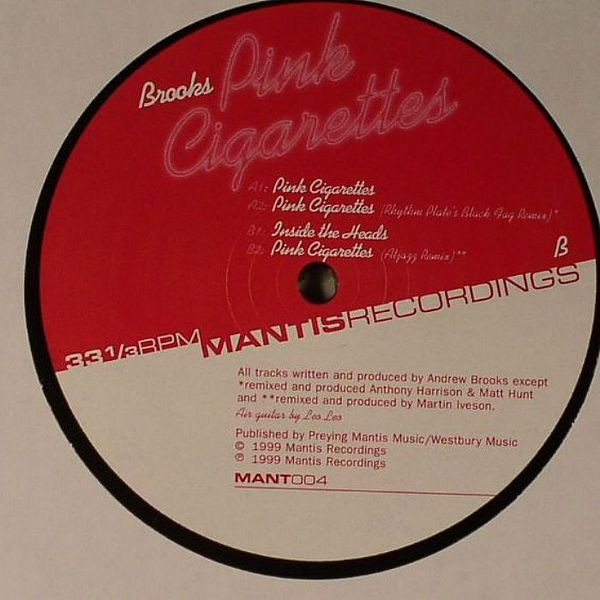 Brooks Pink
Cigarettes
A1: Pink Cigarettes
A2: Pink Cigarettes (Rhythm Plate's Black Fag Remix)*
B1: Inside the Heads
B2: Pink Cigarettes (Atjazz Remix)**
B
33 1/3 RPM MANTIS RECORDINGS
All tracks written and produced by Andrew Brooks except
*remixed and produced Anthony Harrison & Matt Hunt
and **remixed and produced by Martin Iveson.
Air guitar by Leo Leo
Published by Preying Mantis Music/Westbury Music
© 1999 Mantis Recordings
℗ 1999 Mantis Recordings
MANT004